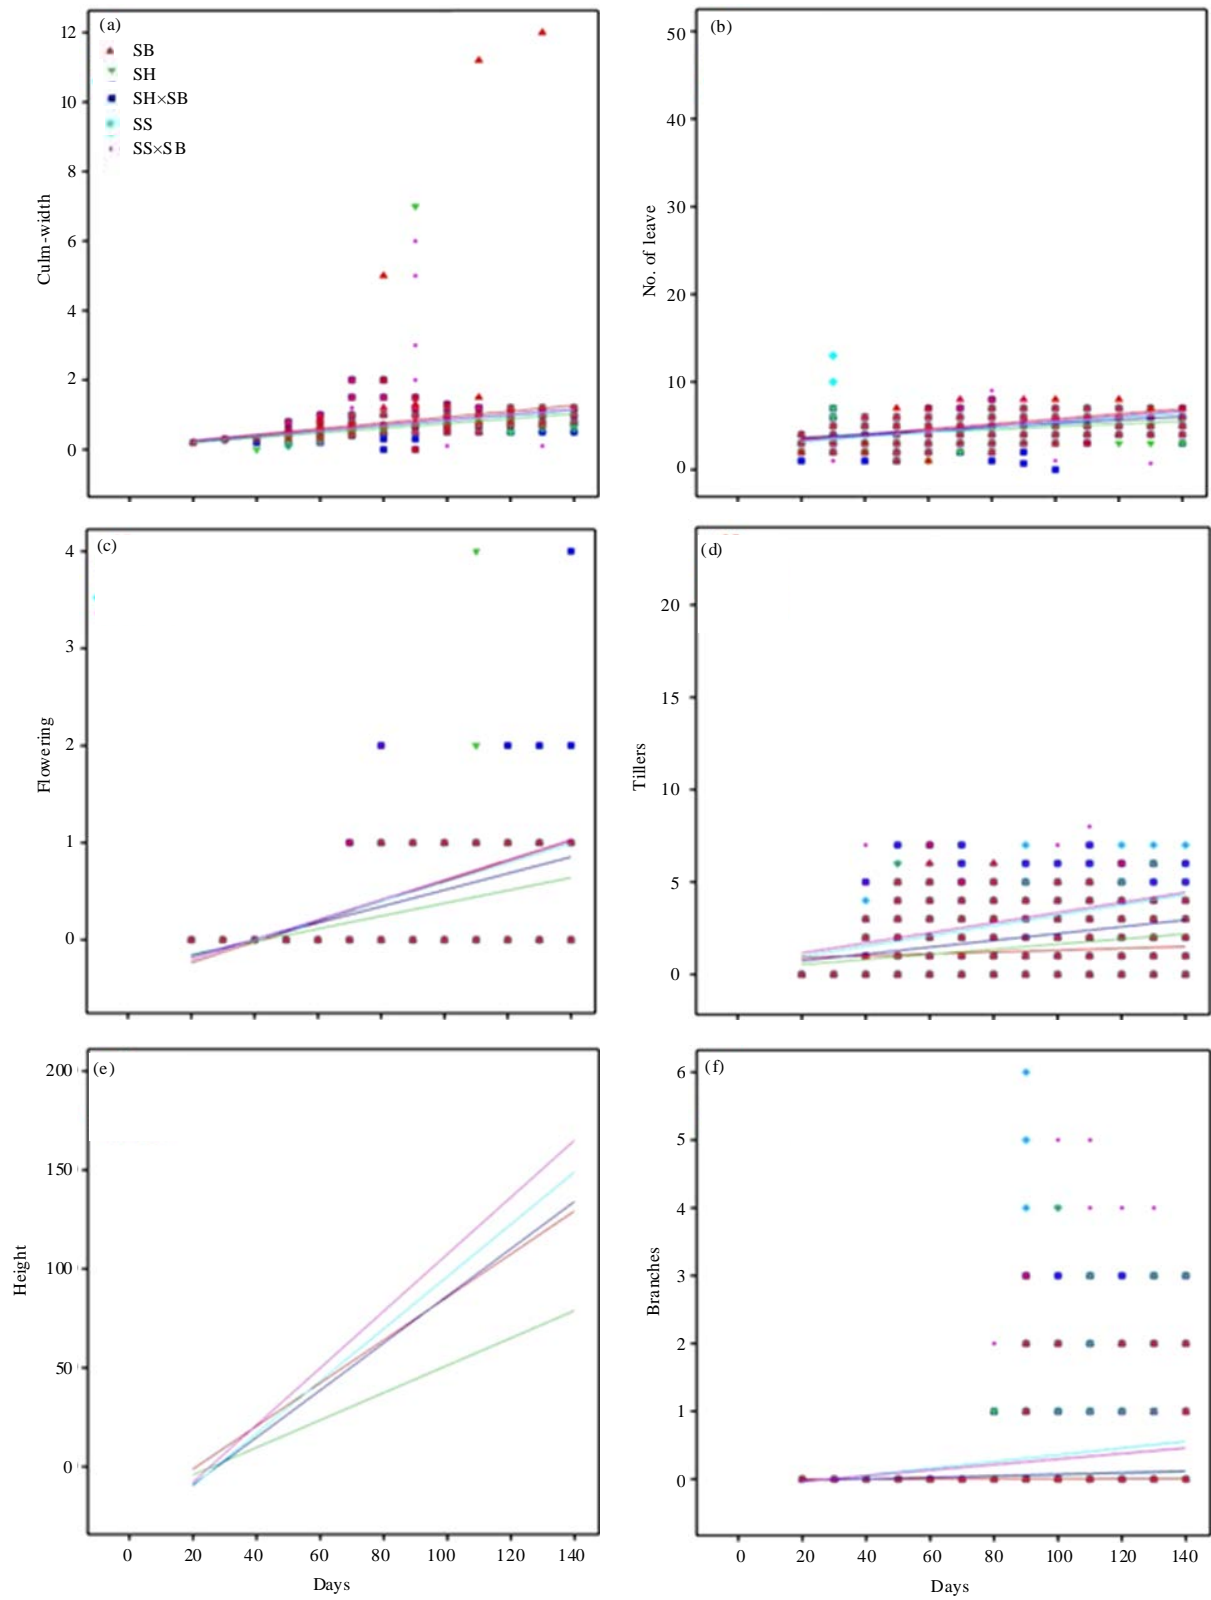 (a)
12
10
8
6
4
2
0
Culm-width
SB
SH
SH×SB
SS
SS×SB
(b)
50
40
30
20
10
0
No. of leave
(c)
4
3
2
1
0
Flowering
(d)
20
15
10
5
0
Tillers
(e)
200
150
100
50
0
Height
0 20 40 60 80 100 120 140
Days
(f)
6
5
4
3
2
1
0
Branches
0 20 40 60 80 100 120 140
Days